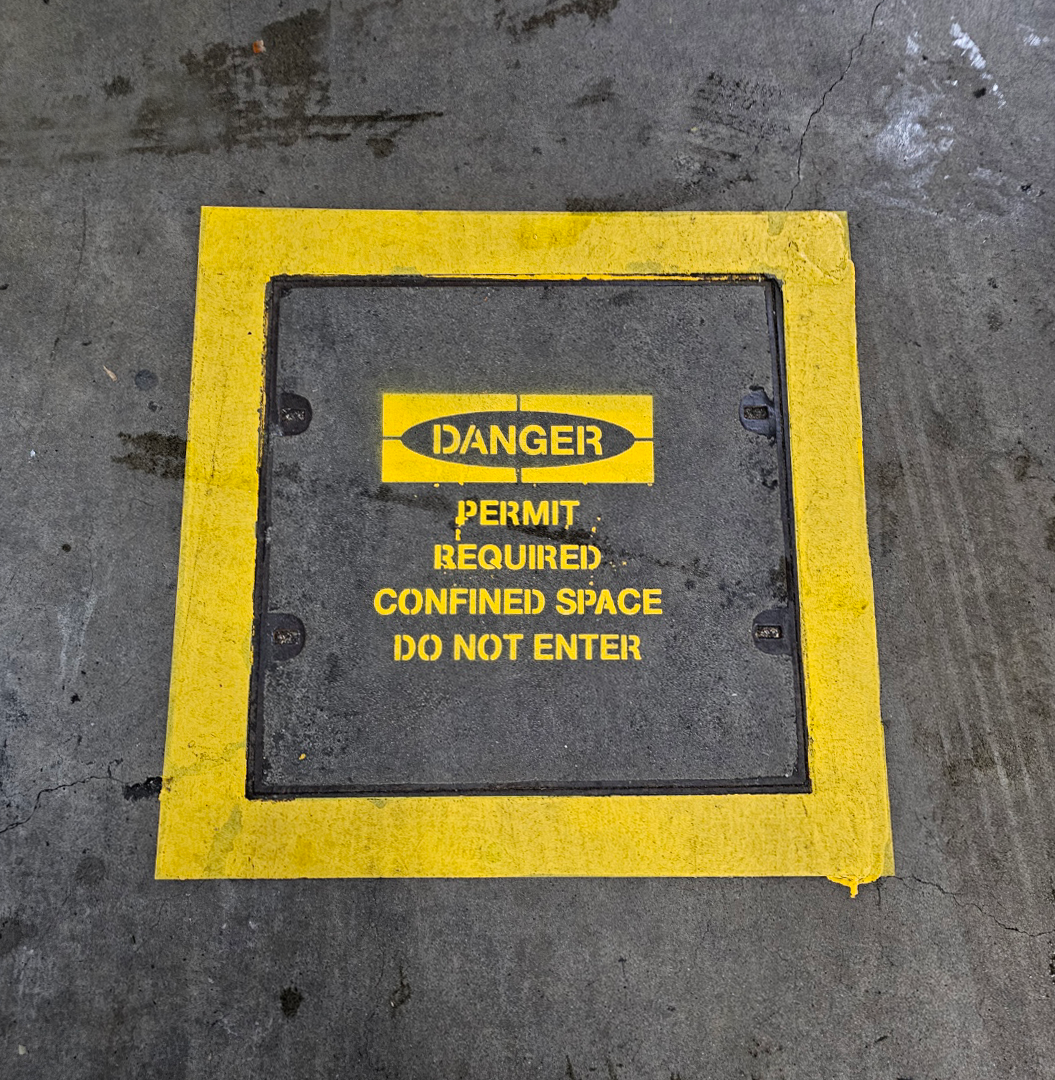 DANGER
PERMIT
REQUIRED
CONFINED SPACE
DO NOT ENTER